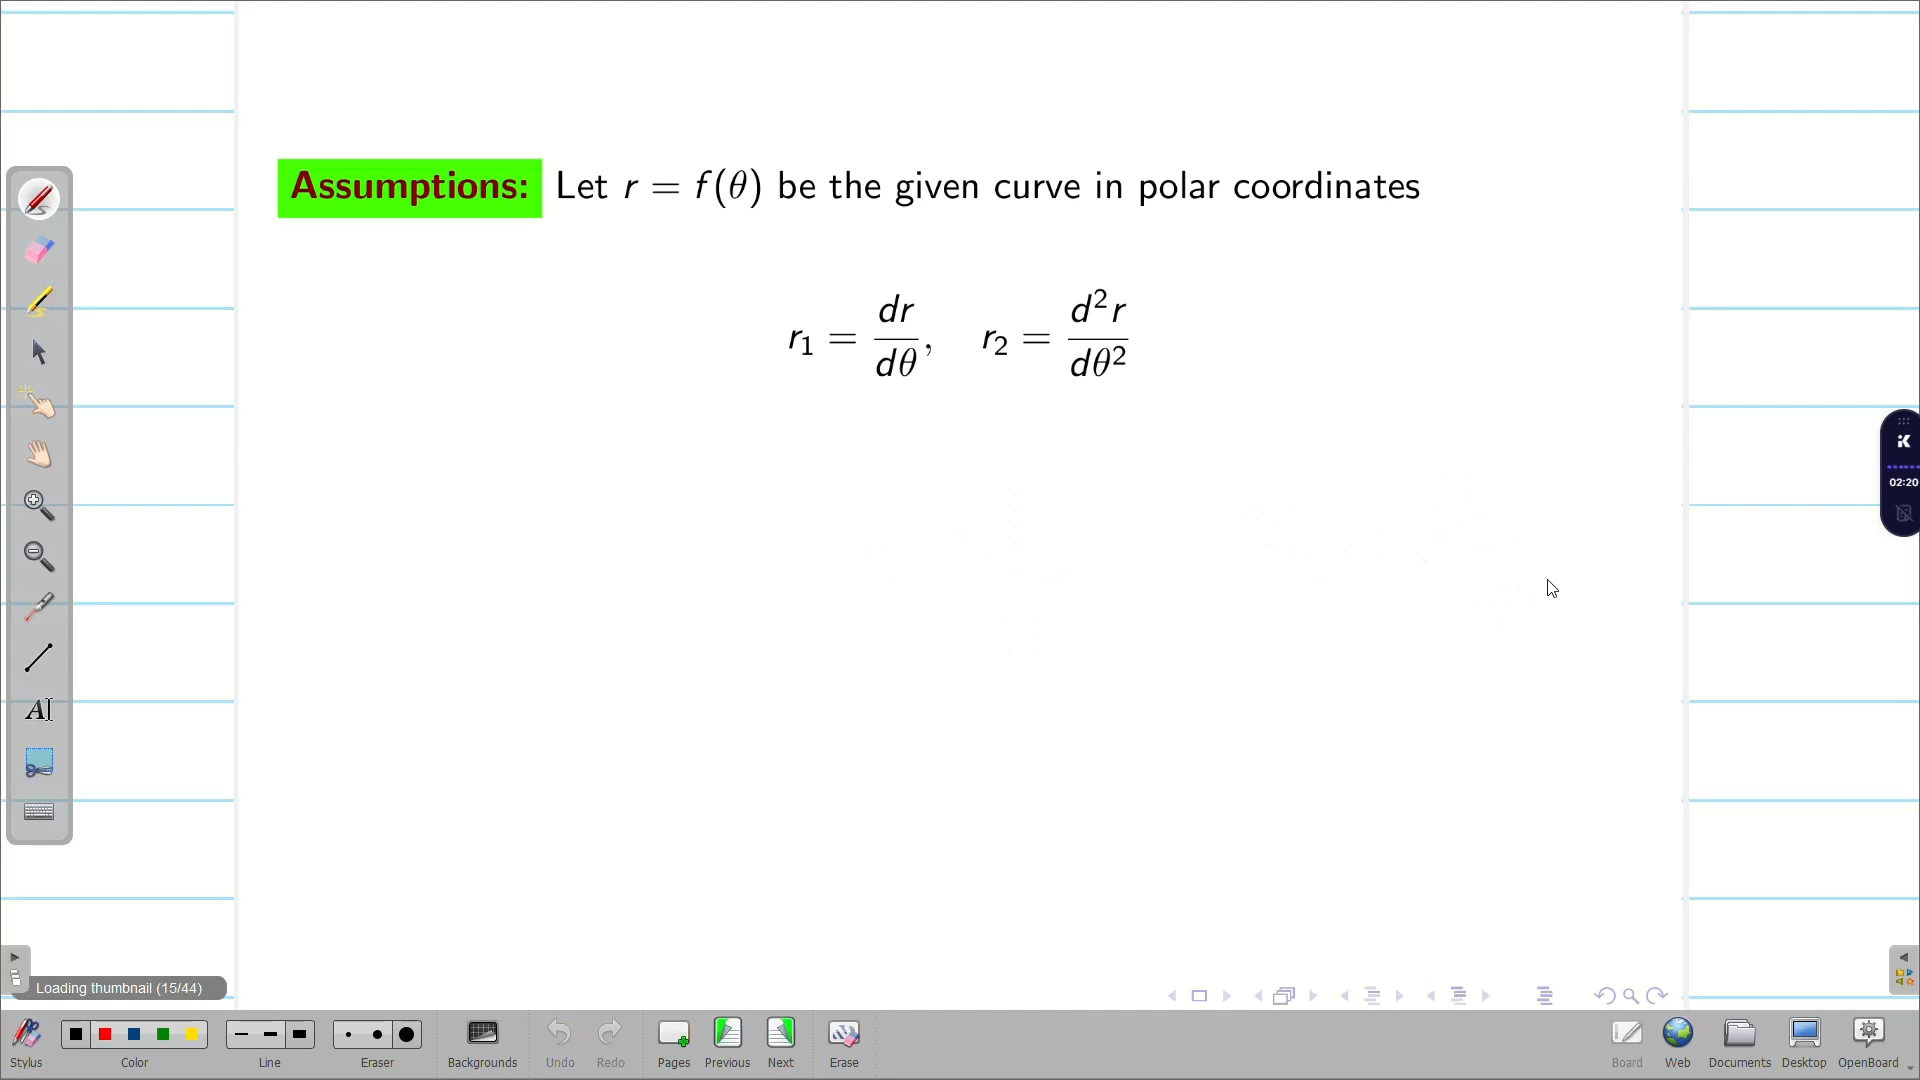 Assumptions: Let r = f(θ) be the given curve in polar coordinates
r₁ = dr/dθ, r₂ = d²r/dθ²
02:20
AI
Loading thumbnail (15/44)
Stylus Color Line Eraser Backgrounds Undo Redo Pages Previous Next Erase Board Web Documents Desktop OpenBoard